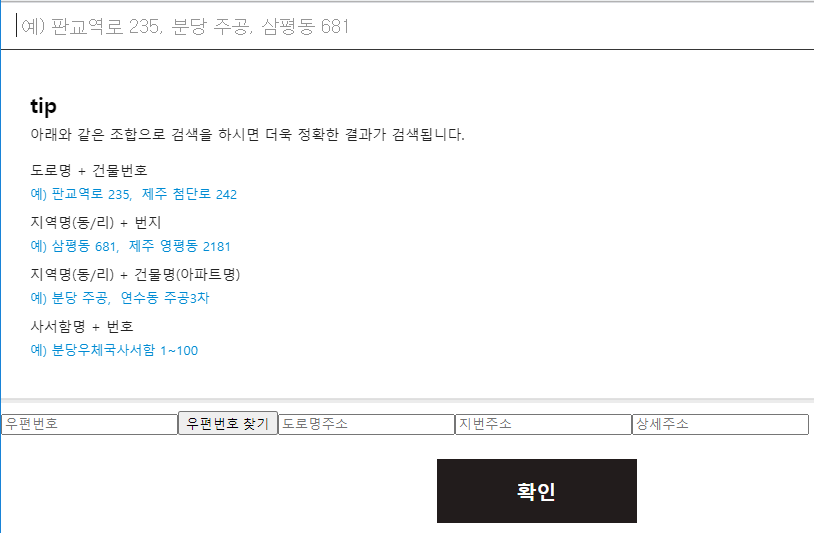 예) 판교역로 235, 분당 주공, 삼평동 681
tip
아래와 같은 조합으로 검색을 하시면 더욱 정확한 결과가 검색됩니다.
도로명 + 건물번호
예) 판교역로 235, 제주 첨단로 242
지역명(동/리) + 번지
예) 삼평동 681, 제주 영평동 2181
지역명(동/리) + 건물명(아파트명)
예) 분당 주공, 연수동 주공3차
사서함명 + 번호
예) 분당우체국사서함 1~100
우편번호 우편번호 찾기 도로명주소 지번주소 상세주소
확인